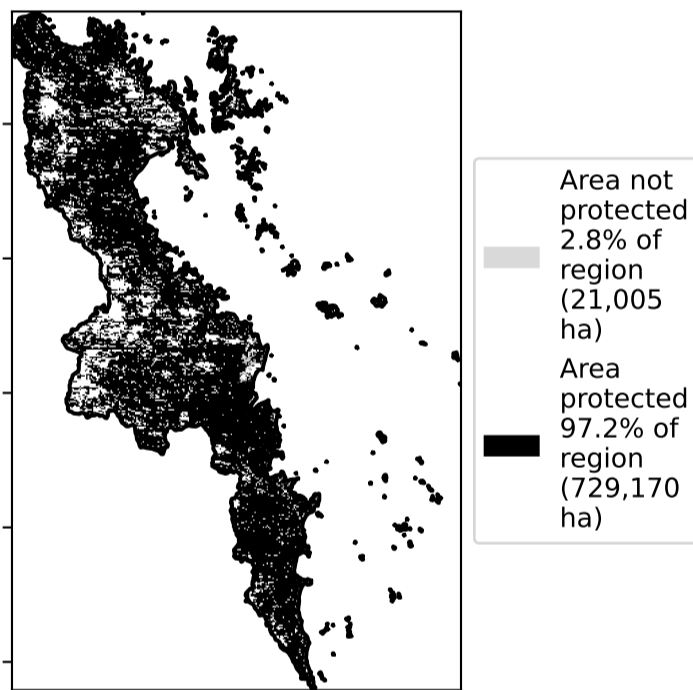 Area not
protected
2.8% of
region
(21,005
ha)
Area
protected
97.2% of
region
(729,170
ha)